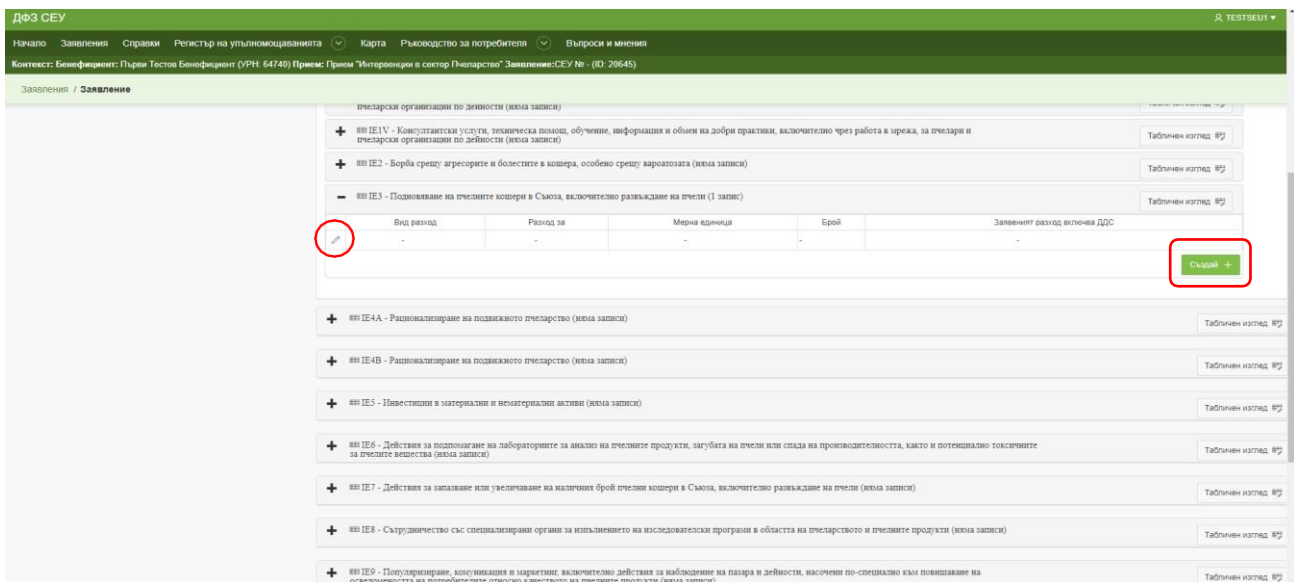 ДФЗ СЕУ
TESTSEU1
Начало Заявления Справки Регистър на упълномощаванията Карта Ръководство за потребителя Въпроси и мнения
Контекст: Бенефициент: Първи Тестов Бенефициент (УРН: 64740) Прием: Прием "Интервенции в сектор Пчеларство" Заявление:СЕУ № - (ID: 20645)
Заявления / Заявление
пчеларски организации по дейности (няма записи)
IE1V - Консултантски услуги, техническа помощ, обучение, информация и обмен на добри практики, включително чрез работа в мрежа, за пчелари и
пчеларски организации по дейности (няма записи)
Табличен изглед
IE2 - Борба срещу агресорите и болестите в кошера, особено срещу вароатозата (няма записи)
Табличен изглед
IE3 - Подновяване на пчелните кошери в Съюза, включително развъждане на пчели (1 запис)
Табличен изглед
Вид разход Разход за Мерна единица Брой Заявеният разход включва ДДС
- - - - -
Създай +
IE4A - Рационализиране на подвижното пчеларство (няма записи)
Табличен изглед
IE4B - Рационализиране на подвижното пчеларство (няма записи)
Табличен изглед
IE5 - Инвестиции в материални и нематериални активи (няма записи)
Табличен изглед
IE6 - Действия за подпомагане на лабораториите за анализ на пчелните продукти, загубата на пчели или спада на производителността, както и потенциално токсичните
за пчелите вещества (няма записи)
Табличен изглед
IE7 - Действия за запазване или увеличаване на наличния брой пчелни кошери в Съюза, включително развъждане на пчели (няма записи)
Табличен изглед
IE8 - Сътрудничество със специализирани органи за изпълнението на изследователски програми в областта на пчеларството и пчелните продукти (няма записи)
Табличен изглед
IE9 - Популяризиране, комуникация и маркетинг, включително действия за наблюдение на пазара и дейности, насочени по-специално към повишаване на
осведомеността на потребителите относно качеството на пчелните продукти (няма записи)
Табличен изглед